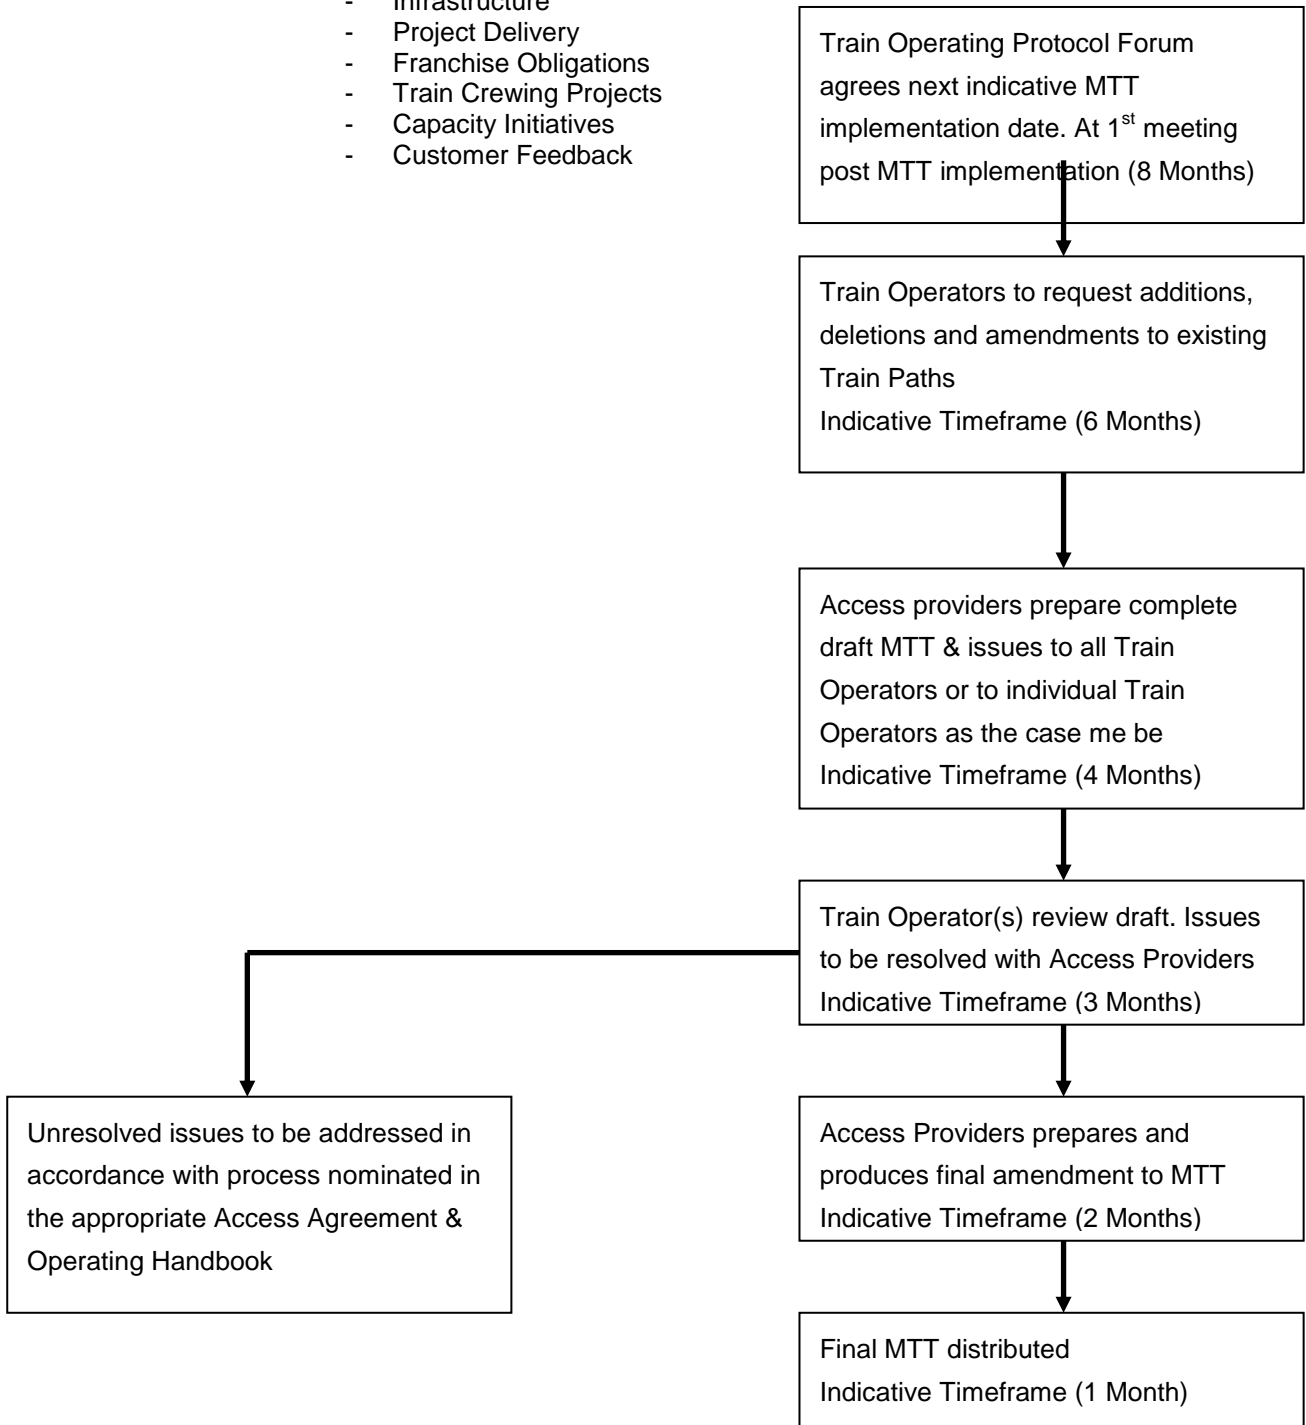 - Infrastructure
- Project Delivery
- Franchise Obligations
- Train Crewing Projects
- Capacity Initiatives
- Customer Feedback
Train Operating Protocol Forum
agrees next indicative MTT
implementation date. At 1st meeting
post MTT implementation (8 Months)
Train Operators to request additions,
deletions and amendments to existing
Train Paths
Indicative Timeframe (6 Months)
Access providers prepare complete
draft MTT & issues to all Train
Operators or to individual Train
Operators as the case me be
Indicative Timeframe (4 Months)
Train Operator(s) review draft. Issues
to be resolved with Access Providers
Indicative Timeframe (3 Months)
Unresolved issues to be addressed in
accordance with process nominated in
the appropriate Access Agreement &
Operating Handbook
Access Providers prepares and
produces final amendment to MTT
Indicative Timeframe (2 Months)
Final MTT distributed
Indicative Timeframe (1 Month)